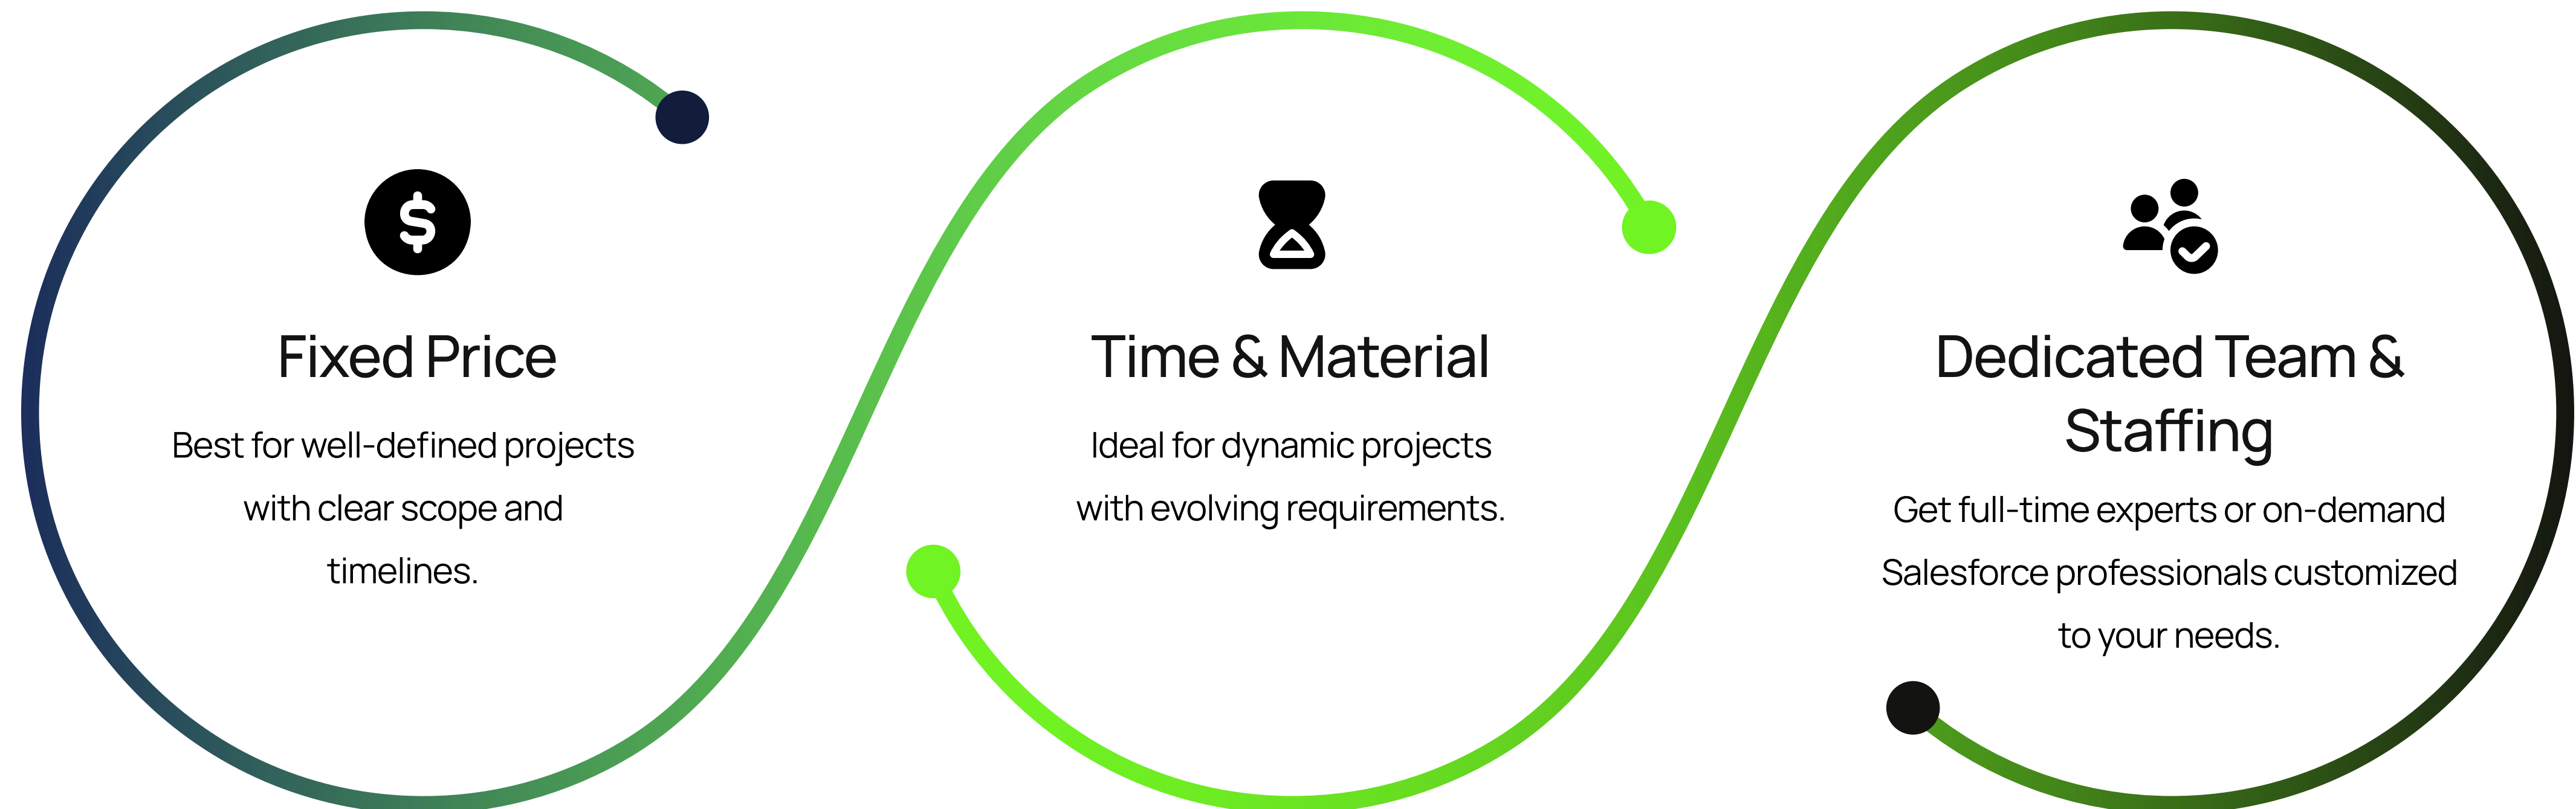 Fixed Price
Best for well-defined projects
with clear scope and
timelines.
Time & Material
Ideal for dynamic projects
with evolving requirements.
Dedicated Team &
Staffing
Get full-time experts or on-demand
Salesforce professionals customized
to your needs.